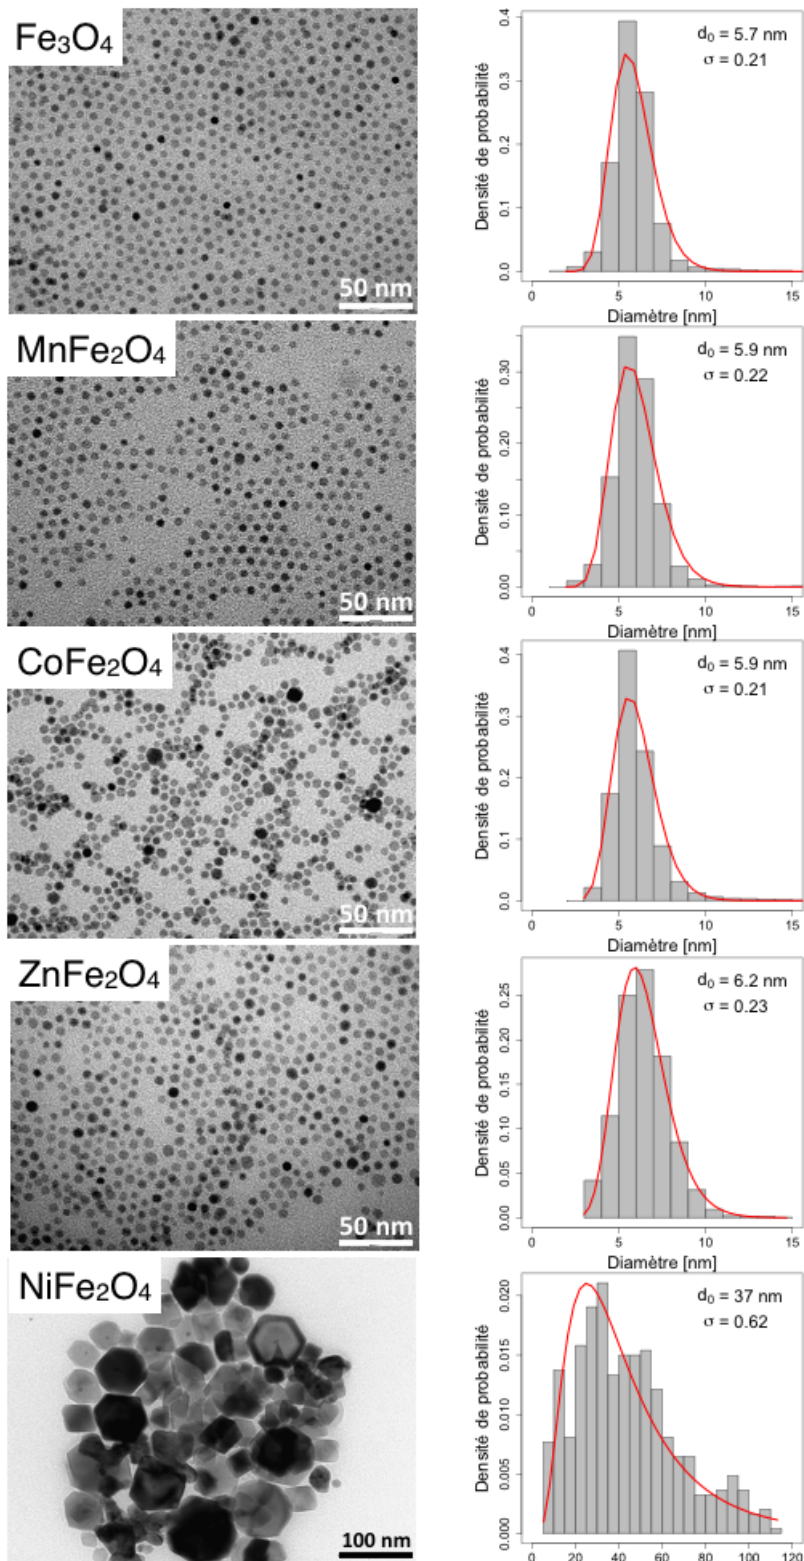 Fe₃O₄
50 nm
Densité de probabilité
0.0
0.1
0.2
0.3
0.4
d₀ = 5.7 nm
σ = 0.21
0 5 10 15
Diamètre [nm]
MnFe₂O₄
50 nm
Densité de probabilité
0.00
0.10
0.20
0.30
d₀ = 5.9 nm
σ = 0.22
0 5 10 15
Diamètre [nm]
CoFe₂O₄
50 nm
Densité de probabilité
0.0
0.1
0.2
0.3
0.4
d₀ = 5.9 nm
σ = 0.21
0 5 10 15
Diamètre [nm]
ZnFe₂O₄
50 nm
Densité de probabilité
0.00
0.05
0.10
0.15
0.20
0.25
d₀ = 6.2 nm
σ = 0.23
0 5 10 15
Diamètre [nm]
NiFe₂O₄
100 nm
Densité de probabilité
0.000
0.005
0.010
0.015
0.020
d₀ = 37 nm
σ = 0.62
0 20 40 60 80 100 120